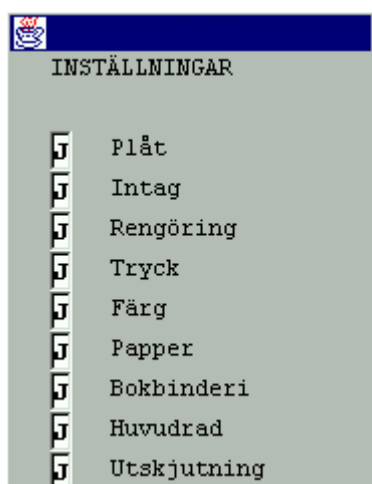 INSTÄLLNINGAR
J Plåt
J Intag
J Rengöring
J Tryck
J Färg
J Papper
J Bokbinderi
J Huvudrad
J Utskjutning